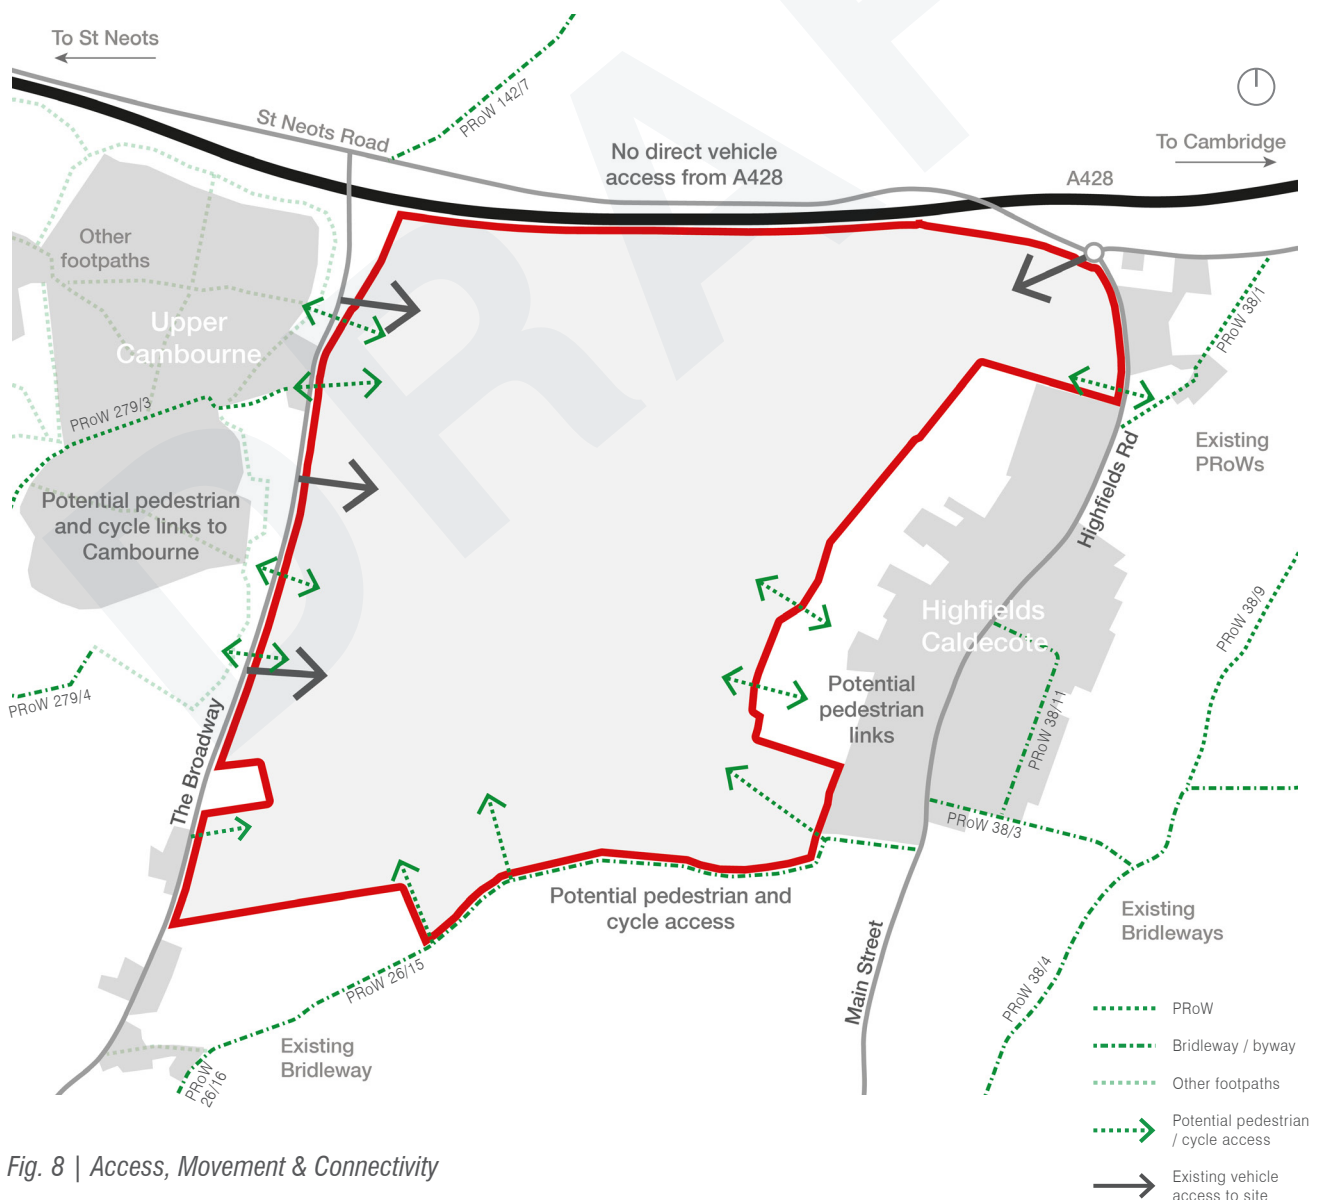 To St Neots
St Neots Road
PRoW 142/7
No direct vehicle
access from A428
To Cambridge
A428
Other
footpaths
Upper
Cambourne
PRoW 279/3
PRoW 38/1
Existing
PRoWs
Highfields Rd
Potential pedestrian
and cycle links to
Cambourne
Highfields
Caldecote
PRoW 38/9
PRoW 279/4
The Broadway
Potential
pedestrian
links
PRoW 38/11
PRoW 38/3
Potential pedestrian and
cycle access
Existing
Bridleways
Main Street
PRoW 38/4
PRoW 26/15
Existing
Bridleway
PRoW
26/16
PRoW
Bridleway / byway
Other footpaths
Potential pedestrian
/ cycle access
Existing vehicle
access to site
Fig. 8 | Access, Movement & Connectivity
DRAF